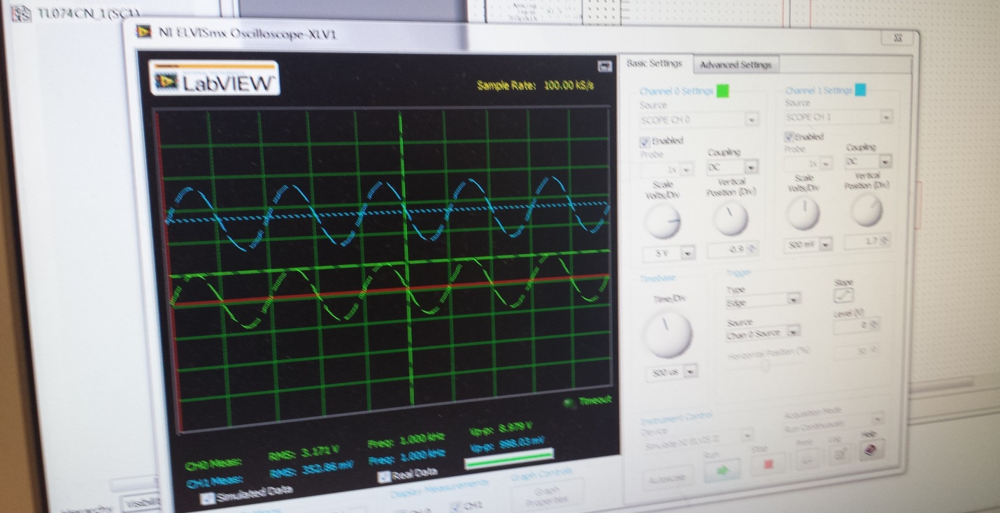 TL074CN_1(SC1)
NI ELVISmx Oscilloscope-XLV1
LabVIEW
Sample Rate: 100.00 kS/s
Basic Settings
Advanced Settings
Channel 0 Settings
Channel 1 Settings
Source
Source
SCOPE CH 0
SCOPE CH 1
Enabled
Enabled
Probe
Coupling
Probe
Coupling
1x
DC
1x
DC
Scale
Volts/Div
Vertical
Position (Div)
Scale
Volts/Div
Vertical
Position (Div)
5 V
-0.9
500 mV
1.7
Timebase
Trigger
Time/Div
Type
Slope
Edge
Source
Level (V)
Chan 0 Source
0
Horizontal Position (%)
500 us
50
Timeout
Instrument Control
Device
Acquisition Mode
Simulate NI ELVIS II
Run Continuously
Run
Stop
Print
Log
Help
Autoscale
CH0 Meas:
RMS: 3.171 V
Freq: 1.000 kHz
Vp-p: 8.979 V
CH1 Meas:
RMS: 352.86 mV
Freq: 1.000 kHz
Vp-p: 998.03 mV
Simulated Data
Real Data
Display Measurements
Graph Controls
CH1
Graph
Properties
Hierarchy